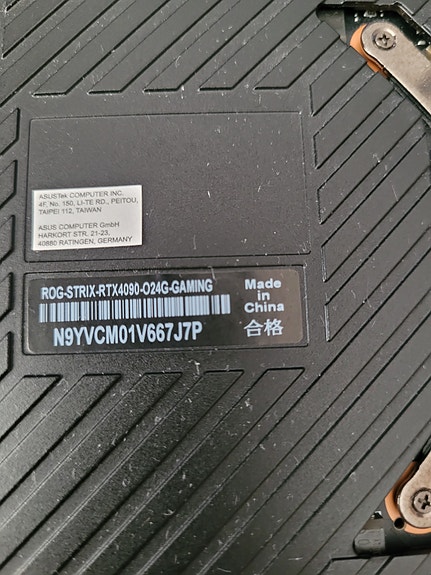 ASUSTek COMPUTER INC.
4F, No. 150, LI-TE RD., PEITOU,
TAIPEI 112, TAIWAN
ASUS COMPUTER GmbH
HARKORT STR. 21-23,
40880 RATINGEN, GERMANY
ROG-STRIX-RTX4090-O24G-GAMING
N9YVCM01V667J7P
Made
in
China
合格